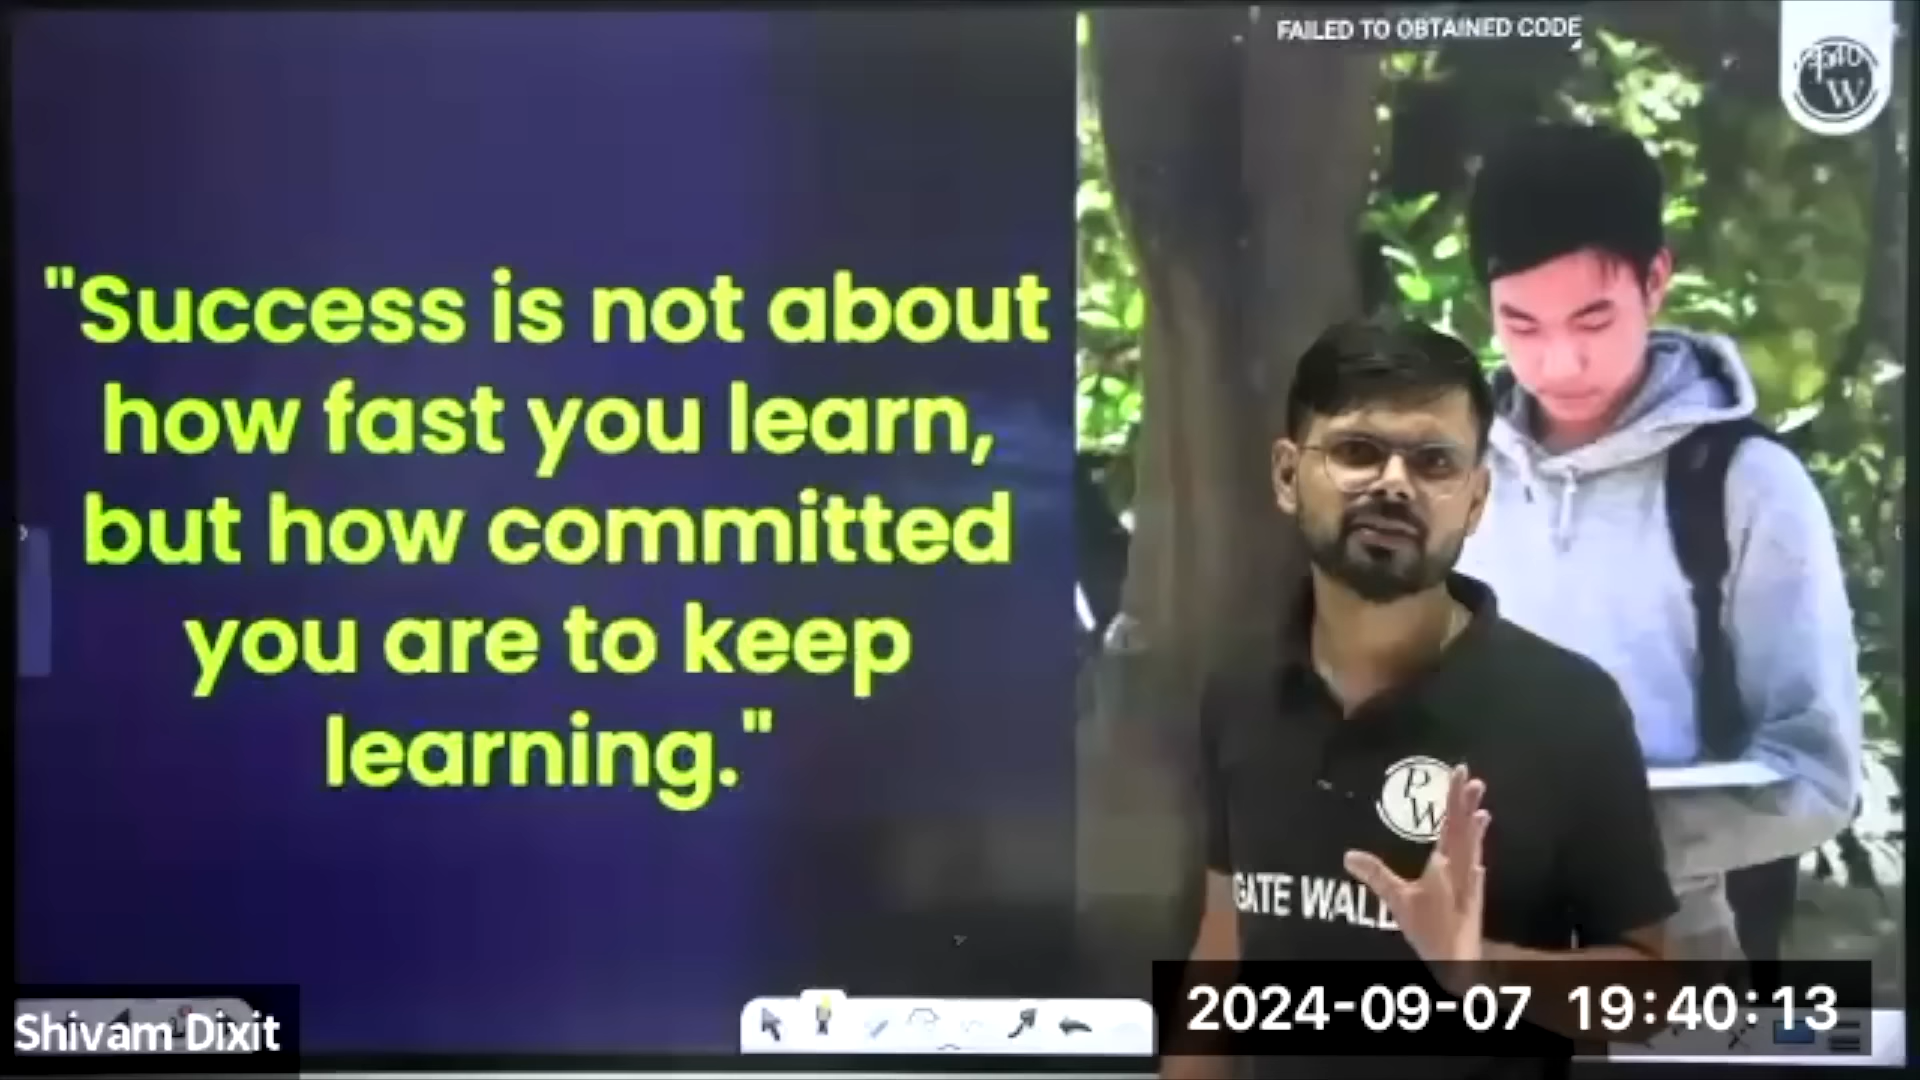 FAILED TO OBTAINED CODE
P W
"Success is not about
how fast you learn,
but how committed
you are to keep
learning."
P
W
GATE WALL
Shivam Dixit
2024-09-07 19:40:13